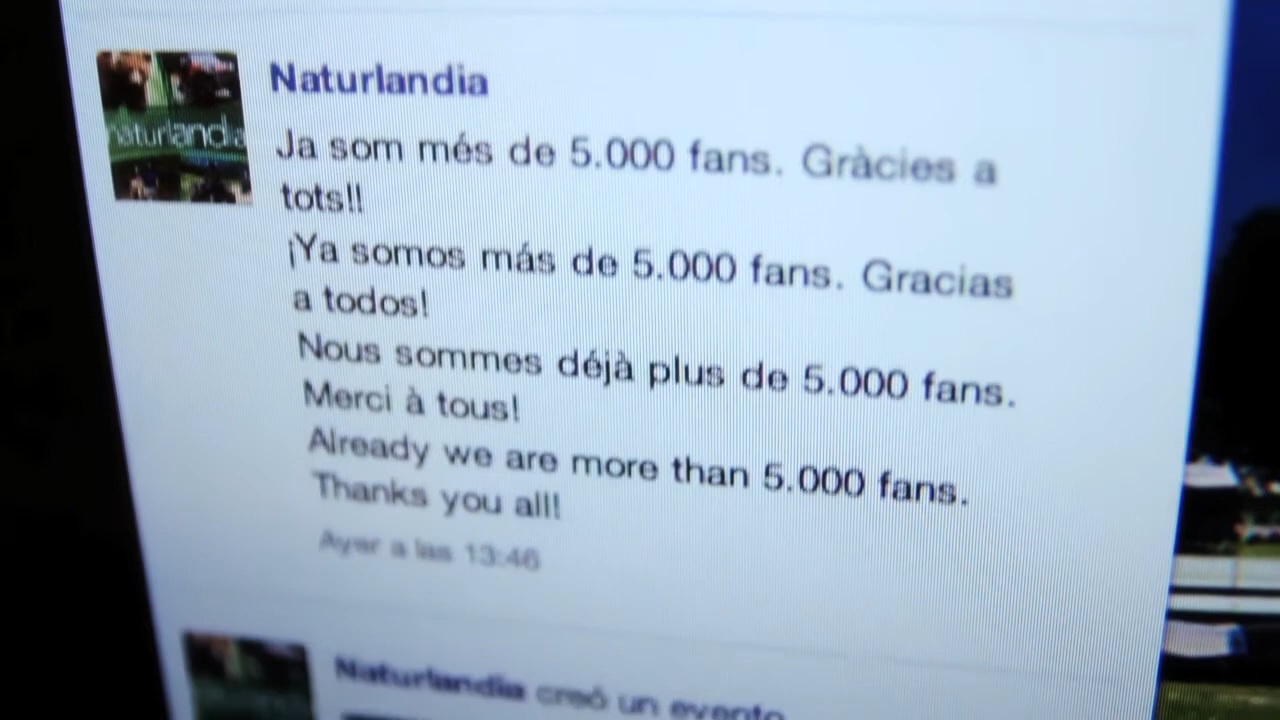 naturlandia
Naturlandia
Ja som més de 5.000 fans. Gràcies a
tots!!
¡Ya somos más de 5.000 fans. Gracias
a todos!
Nous sommes déjà plus de 5.000 fans.
Merci à tous!
Already we are more than 5.000 fans.
Thanks you all!
Ayer a las 13:46
Naturlandia creó un evento